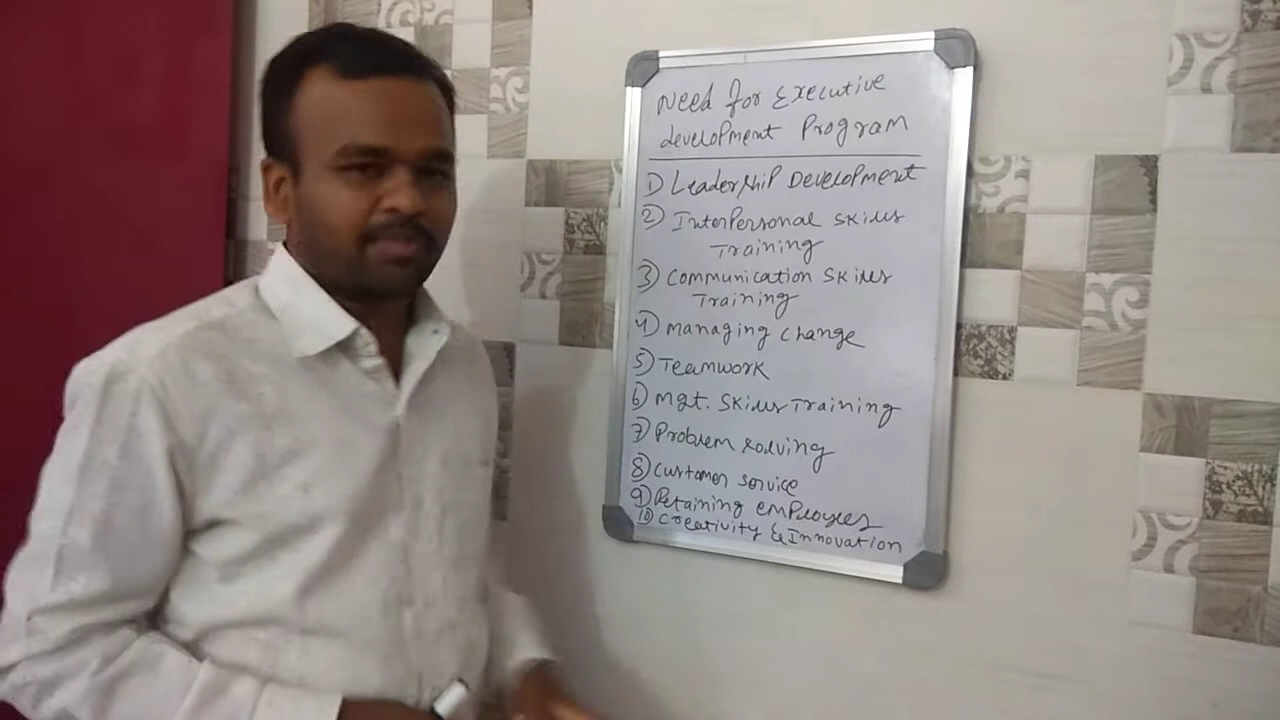 Need for Executive
development Program
1) Leadership Development
2) Interpersonal Skills
Training
3) Communication Skills
Training
4) Managing change
5) Teamwork
6) Mgt. Skills Training
7) Problem solving
8) Customer service
9) Retaining employees
10) Creativity & Innovation